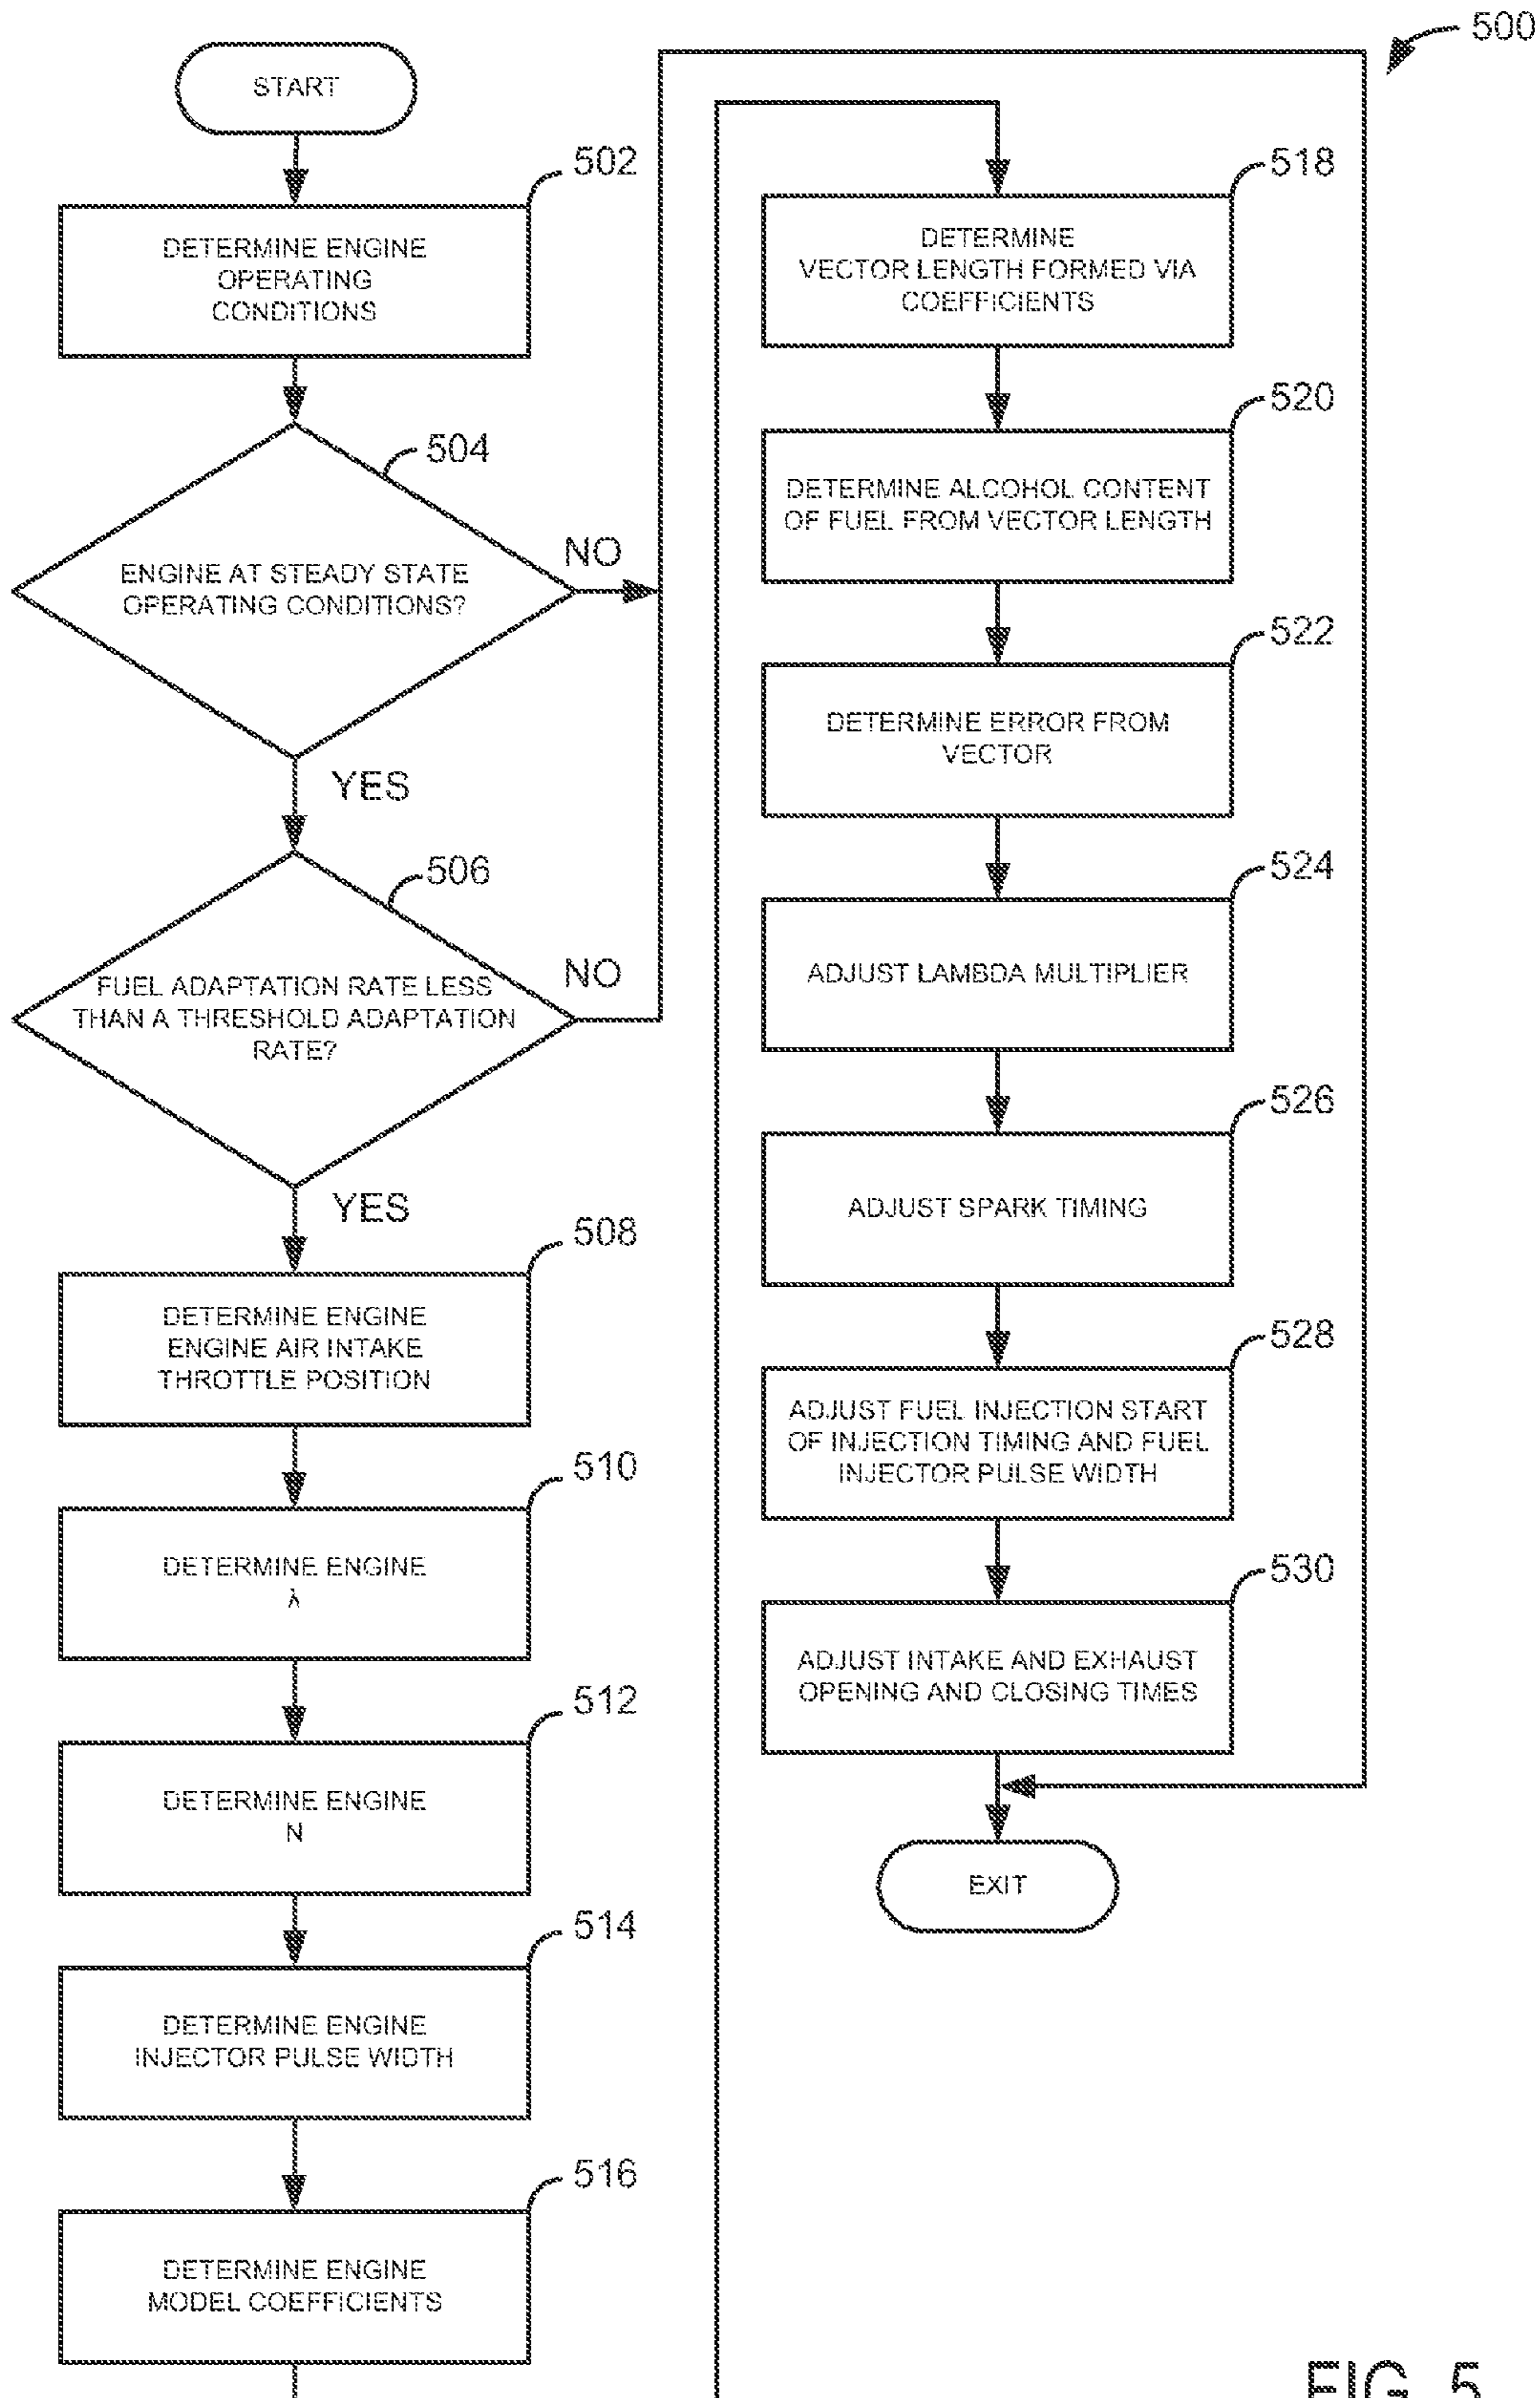 500
START
502
DETERMINE ENGINE
OPERATING
CONDITIONS
504
ENGINE AT STEADY STATE
OPERATING CONDITIONS?
NO
YES
506
FUEL ADAPTATION RATE LESS
THAN A THRESHOLD ADAPTATION
RATE?
NO
YES
508
DETERMINE ENGINE
ENGINE AIR INTAKE
THROTTLE POSITION
510
DETERMINE ENGINE
λ
512
DETERMINE ENGINE
N
514
DETERMINE ENGINE
INJECTOR PULSE WIDTH
516
DETERMINE ENGINE
MODEL COEFFICIENTS
518
DETERMINE
VECTOR LENGTH FORMED VIA
COEFFICIENTS
520
DETERMINE ALCOHOL CONTENT
OF FUEL FROM VECTOR LENGTH
522
DETERMINE ERROR FROM
VECTOR
524
ADJUST LAMBDA MULTIPLIER
526
ADJUST SPARK TIMING
528
ADJUST FUEL INJECTION START
OF INJECTION TIMING AND FUEL
INJECTOR PULSE WIDTH
530
ADJUST INTAKE AND EXHAUST
OPENING AND CLOSING TIMES
EXIT
FIG. 5